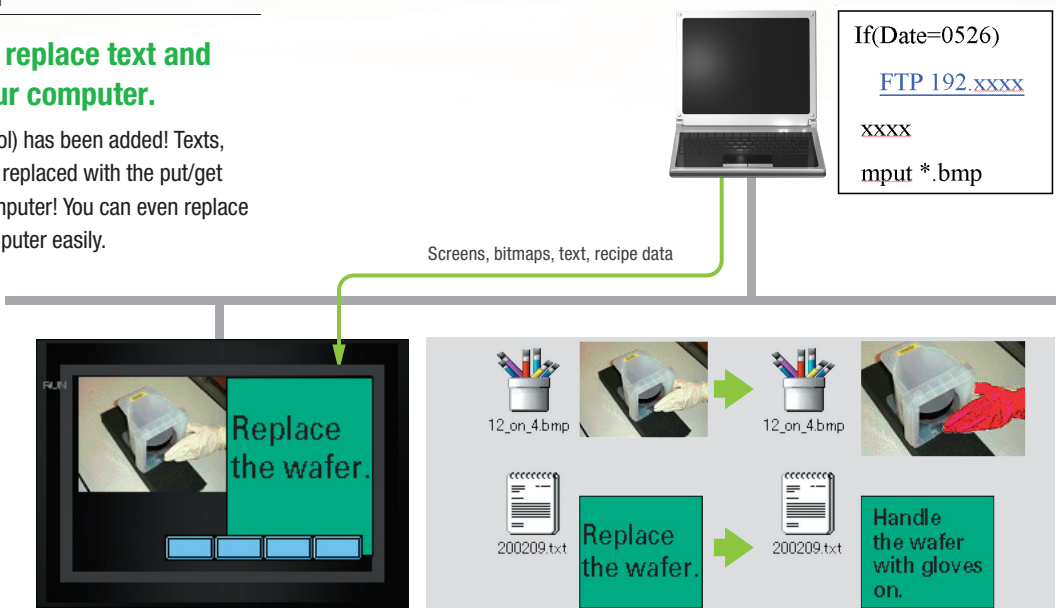 replace text and
ur computer.
ol) has been added! Texts,
replaced with the put/get
nputer! You can even replace
puter easily.
If(Date=0526)
FTP 192.xxxx
xxxx
mput *.bmp
Screens, bitmaps, text, recipe data
RUN
Replace
the wafer.
12_on_4.bmp
12_on_4.bmp
200209.txt
Replace
the wafer.
200209.txt
Handle
the wafer
with gloves
on.